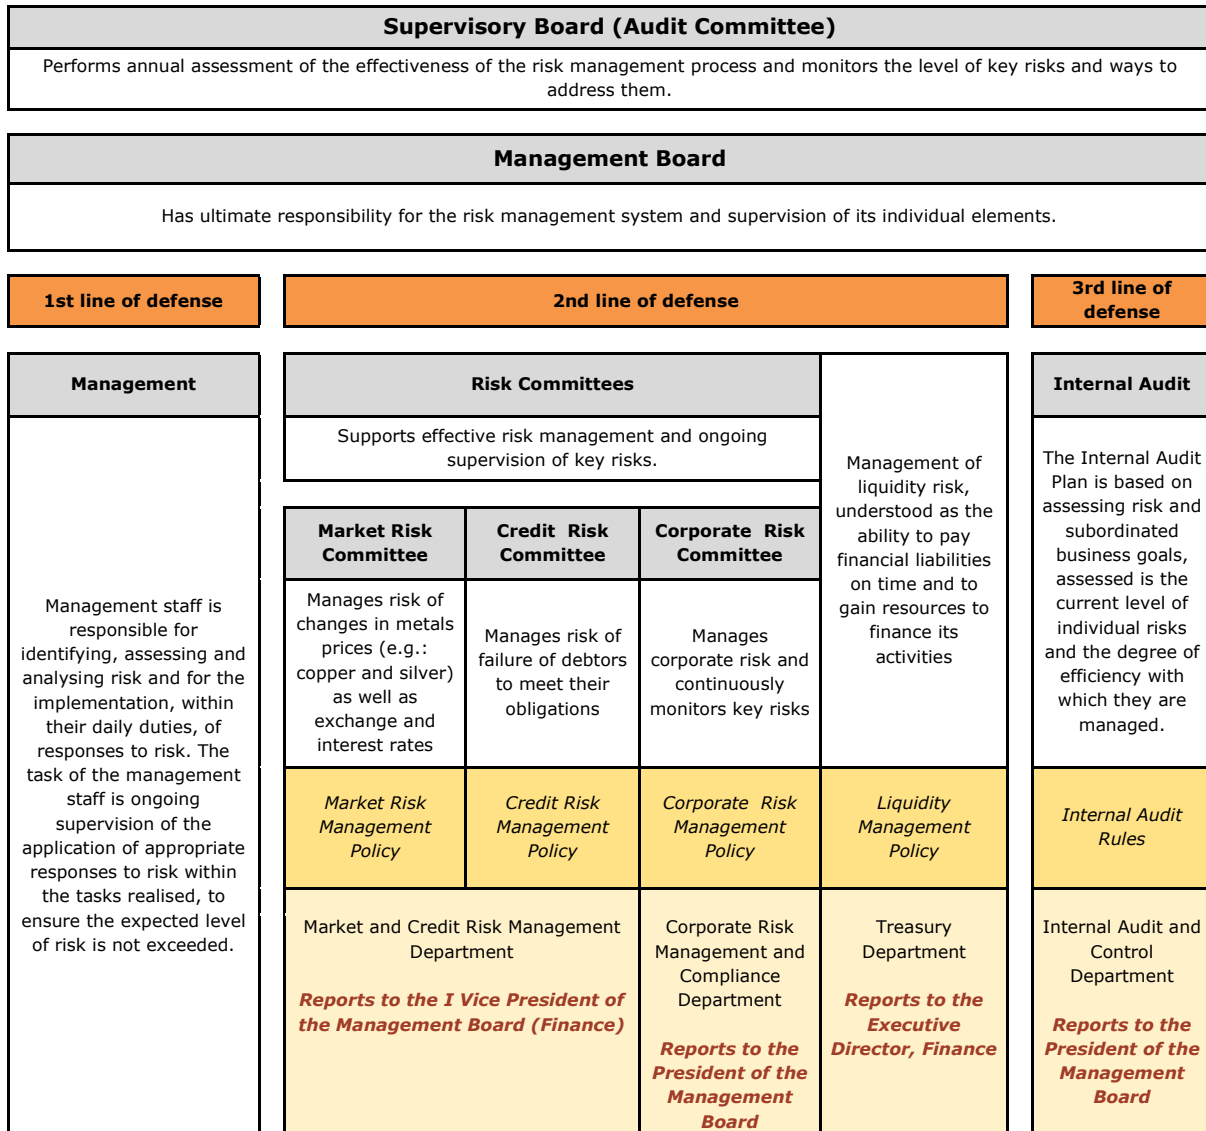 Supervisory Board (Audit Committee)
Performs annual assessment of the effectiveness of the risk management process and monitors the level of key risks and ways to
address them.
Management Board
Has ultimate responsibility for the risk management system and supervision of its individual elements.
1st line of defense
2nd line of defense
3rd line of
defense
Management
Management staff is
responsible for
identifying, assessing and
analysing risk and for the
implementation, within
their daily duties, of
responses to risk. The
task of the management
staff is ongoing
supervision of the
application of appropriate
responses to risk within
the tasks realised, to
ensure the expected level
of risk is not exceeded.
Risk Committees
Supports effective risk management and ongoing
supervision of key risks.
Market Risk
Committee
Manages risk of
changes in metals
prices (e.g.:
copper and silver)
as well as
exchange and
interest rates
Market Risk
Management
Policy
Credit Risk
Committee
Manages risk of
failure of debtors
to meet their
obligations
Credit Risk
Management
Policy
Market and Credit Risk Management
Department
Reports to the I Vice President of
the Management Board (Finance)
Corporate Risk
Committee
Manages
corporate risk and
continuously
monitors key risks
Corporate Risk
Management
Policy
Corporate Risk
Management and
Compliance
Department
Reports to the
President of the
Management
Board
Management of
liquidity risk,
understood as the
ability to pay
financial liabilities
on time and to
gain resources to
finance its
activities
Liquidity
Management
Policy
Treasury
Department
Reports to the
Executive
Director, Finance
Internal Audit
The Internal Audit
Plan is based on
assessing risk and
subordinated
business goals,
assessed is the
current level of
individual risks
and the degree of
efficiency with
which they are
managed.
Internal Audit
Rules
Internal Audit and
Control
Department
Reports to the
President of the
Management
Board